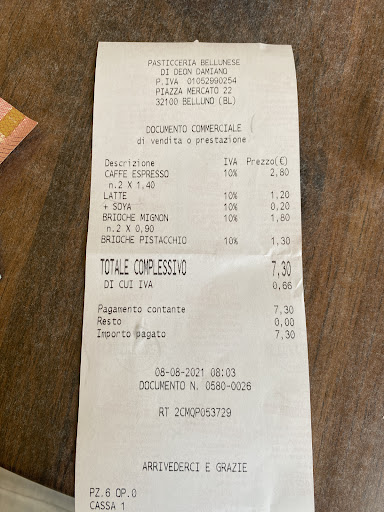 PASTICCERIA BELLUNESE
DI DEON DAMIANO
P.IVA 01052990254
PIAZZA MERCATO 22
32100 BELLUNO (BL)
DOCUMENTO COMMERCIALE
di vendita o prestazione
Descrizione IVA Prezzo(€)
CAFFE ESPRESSO 10% 2,80
n.2 X 1,40
LATTE 10% 1,20
+ SOYA 10% 0,20
BRIOCHE MIGNON 10% 1,80
n.2 X 0,90
BRIOCHE PISTACCHIO 10% 1,30
TOTALE COMPLESSIVO 7,30
DI CUI IVA 0,66
Pagamento contante 7,30
Resto 0,00
Importo pagato 7,30
08-08-2021 08:03
DOCUMENTO N. 0580-0026
RT 2CMQP053729
ARRIVEDERCI E GRAZIE
PZ.6 OP.0
CASSA 1